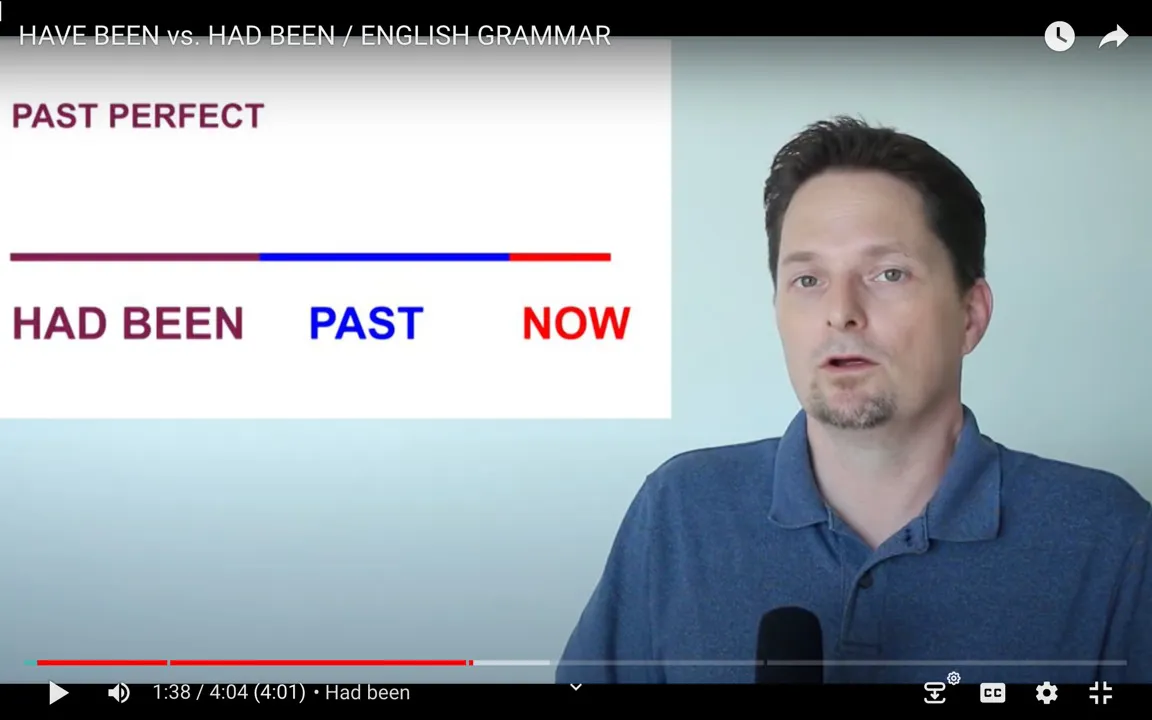 HAVE BEEN vs. HAD BEEN / ENGLISH GRAMMAR
PAST PERFECT
HAD BEEN PAST NOW
1:38 / 4:04 (4:01) • Had been
CC